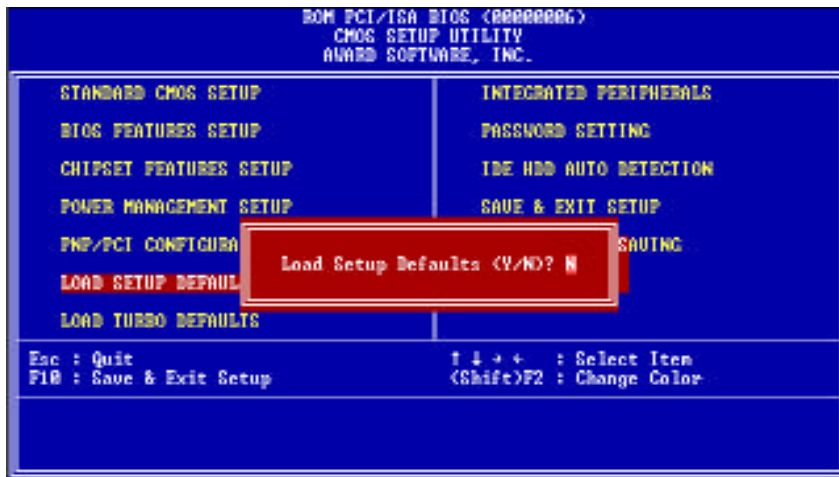 ROM PCI/ISA BIOS (00000006)
CMOS SETUP UTILITY
AWARD SOFTWARE, INC.
STANDARD CMOS SETUP
BIOS FEATURES SETUP
CHIPSET FEATURES SETUP
POWER MANAGEMENT SETUP
PNP/PCI CONFIGURA
LOAD SETUP DEFAUL
LOAD TURBO DEFAULTS
INTEGRATED PERIPHERALS
PASSWORD SETTING
IDE HDD AUTO DETECTION
SAVE & EXIT SETUP
SAVING
Load Setup Defaults (Y/N)? N
Esc : Quit
F10 : Save & Exit Setup
↑ ↓ → ← : Select Item
(Shift)F2 : Change Color